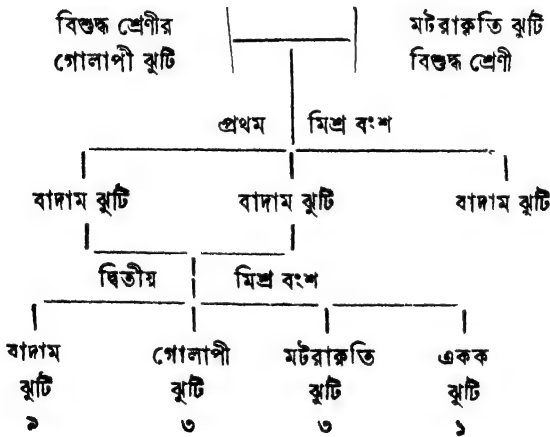 বিশুদ্ধ শ্রেণীর মটরাকৃতি ঝুটি
গোলাপী ঝুটি বিশুদ্ধ শ্রেণী
প্রথম মিশ্র বংশ
বাদাম ঝুটি বাদাম ঝুটি বাদাম ঝুটি
দ্বিতীয় মিশ্র বংশ
বাদাম গোলাপী মটরাকৃতি একক
ঝুটি ঝুটি ঝুটি ঝুটি
৯ ৩ ৩ ১